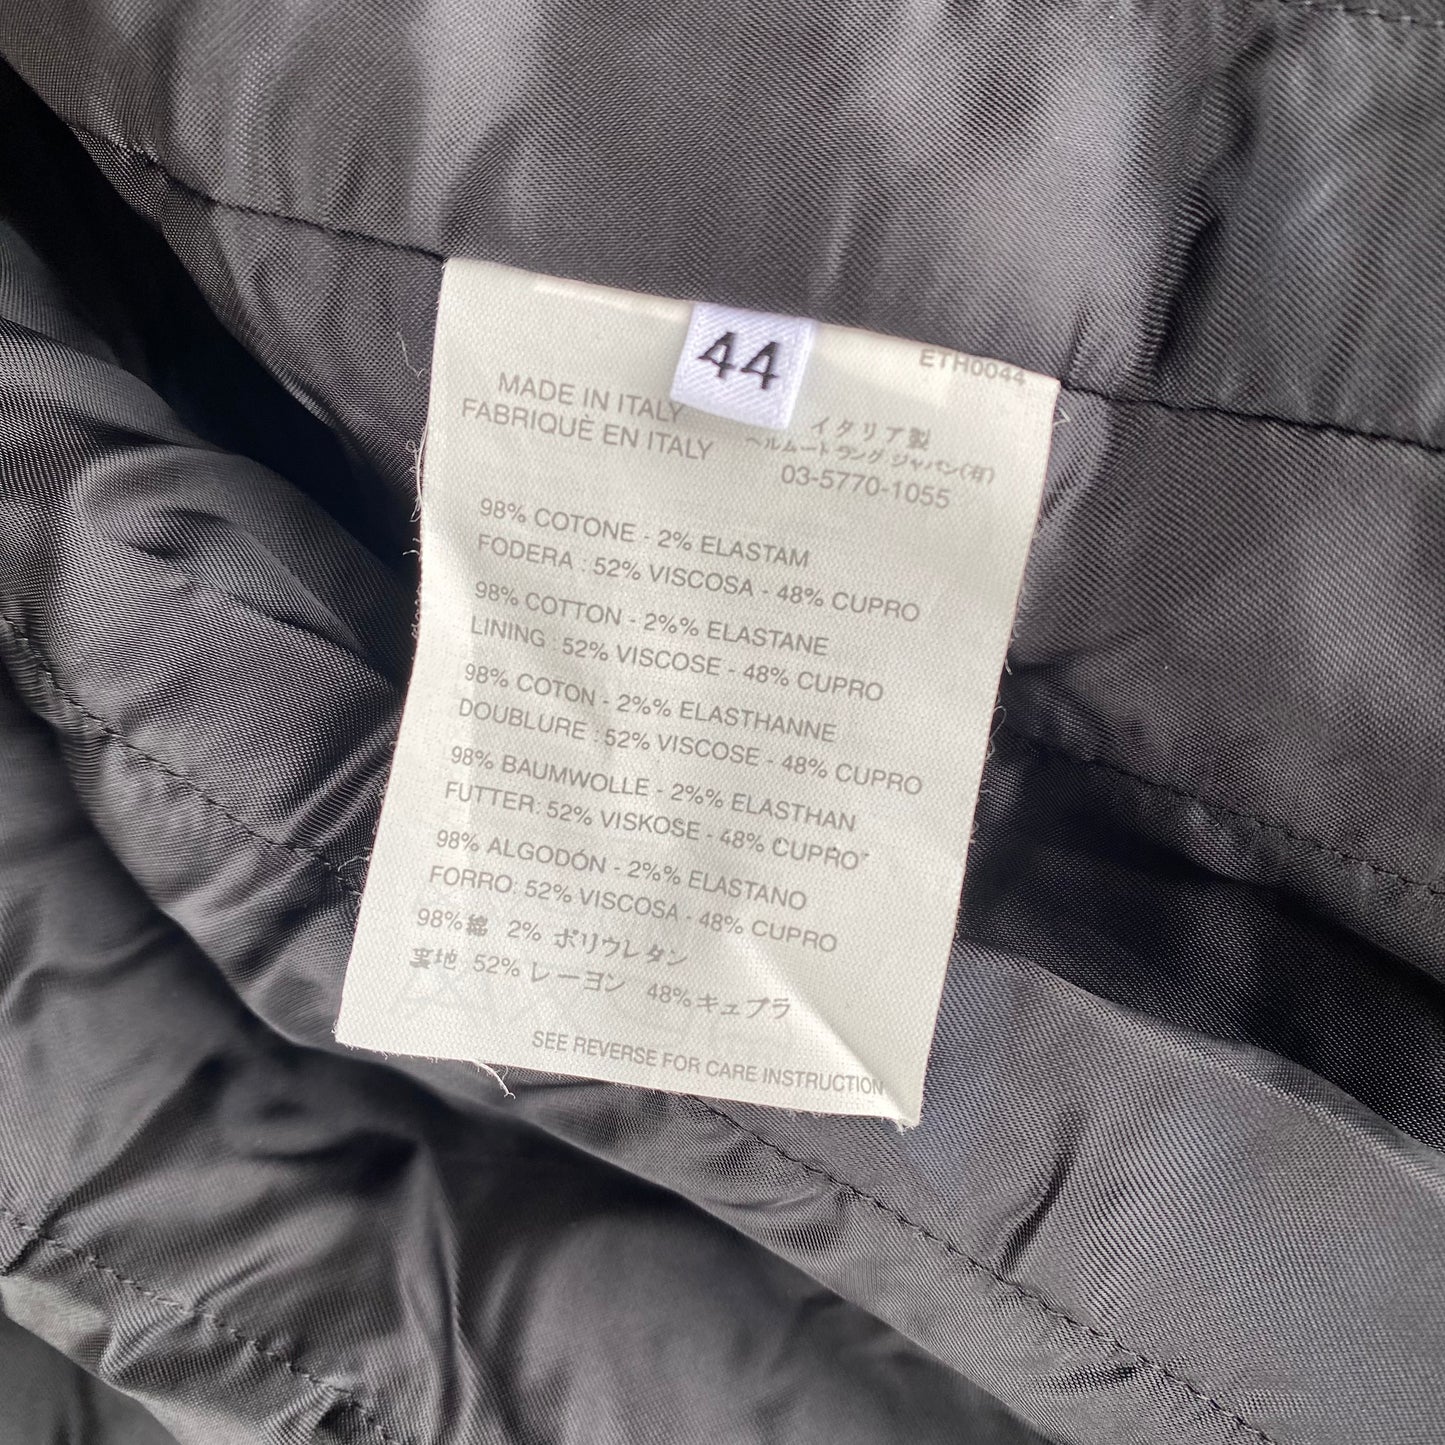 44
ETH0044
MADE IN ITALY
FABRIQUÈ EN ITALY
イタリア製
ヘルムート ラング ジャパン(有)
03-5770-1055
98% COTONE - 2% ELASTAM
FODERA : 52% VISCOSA - 48% CUPRO
98% COTTON - 2%% ELASTANE
LINING : 52% VISCOSE - 48% CUPRO
98% COTON - 2%% ELASTHANNE
DOUBLURE : 52% VISCOSE - 48% CUPRO
98% BAUMWOLLE - 2%% ELASTHAN
FUTTER: 52% VISKOSE - 48% CUPRO
98% ALGODÓN - 2%% ELASTANO
FORRO: 52% VISCOSA - 48% CUPRO
98%綿 2% ポリウレタン
裏地 52% レーヨン 48%キュプラ
SEE REVERSE FOR CARE INSTRUCTION